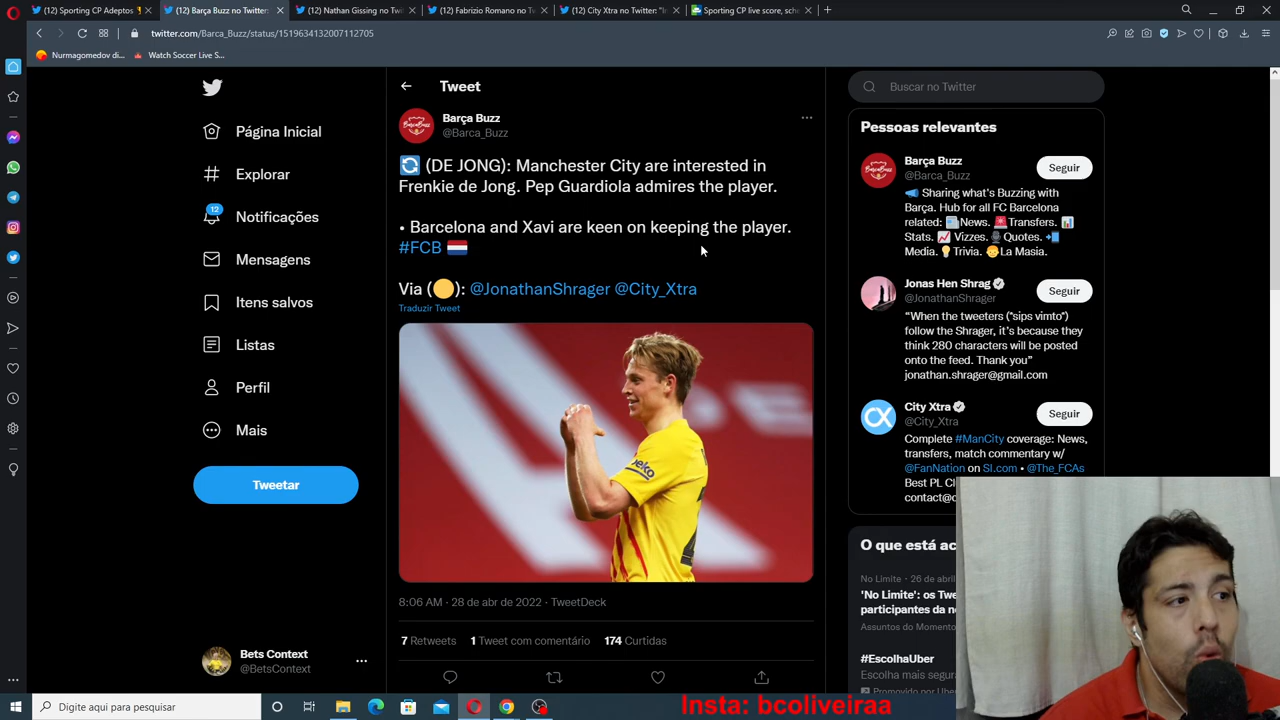 (12) Sporting CP Adeptos
(12) Barça Buzz no Twitter:
(12) Nathan Gissing no Twitt
(12) Fabrizio Romano no Tw
(12) City Xtra no Twitter: "In
Sporting CP live score, sche
twitter.com/Barca_Buzz/status/1519634132007112705
Nurmagomedov di...
Watch Soccer Live S...
Página Inicial
Explorar
12
Notificações
Mensagens
Itens salvos
Listas
Perfil
Mais
Tweetar
Bets Context
@BetsContext
Tweet
Barça Buzz
@Barca_Buzz
(DE JONG): Manchester City are interested in
Frenkie de Jong. Pep Guardiola admires the player.
• Barcelona and Xavi are keen on keeping the player.
#FCB
Via (🟡): @JonathanShrager @City_Xtra
Traduzir Tweet
beko
8:06 AM · 28 de abr de 2022 · TweetDeck
7 Retweets 1 Tweet com comentário 174 Curtidas
Buscar no Twitter
Pessoas relevantes
Barça Buzz
@Barca_Buzz
Seguir
Sharing what's Buzzing with
Barça. Hub for all FC Barcelona
related: News. Transfers.
Stats. Vizzes. Quotes.
Media. Trivia. La Masia.
Jonas Hen Shrag
@JonathanShrager
Seguir
"When the tweeters ("sips vimto")
follow the Shrager, it's because they
think 280 characters will be posted
onto the feed. Thank you"
jonathan.shrager@gmail.com
City Xtra
@City_Xtra
Seguir
Complete #ManCity coverage: News,
transfers, match commentary w/
@FanNation on SI.com • @The_FCAs
Best PL Cl
contact@c
O que está ac
No Limite · 26 de abril
'No Limite': os Twe
participantes da n
Assuntos do Momento
#EscolhaUber
Escolha mais segur
Promovido por Uber
Digite aqui para pesquisar
Insta: bcoliveiraa